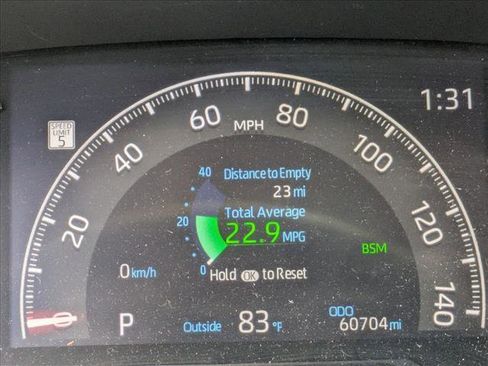 1:31
SPEED
LIMIT
5
0 20 40 60 80 100 120 140
MPH
40
20
0
Distance to Empty
23 mi
Total Average
22.9 MPG
BSM
0 km/h
Hold OK to Reset
P
Outside 83 °F
ODO
60704 mi